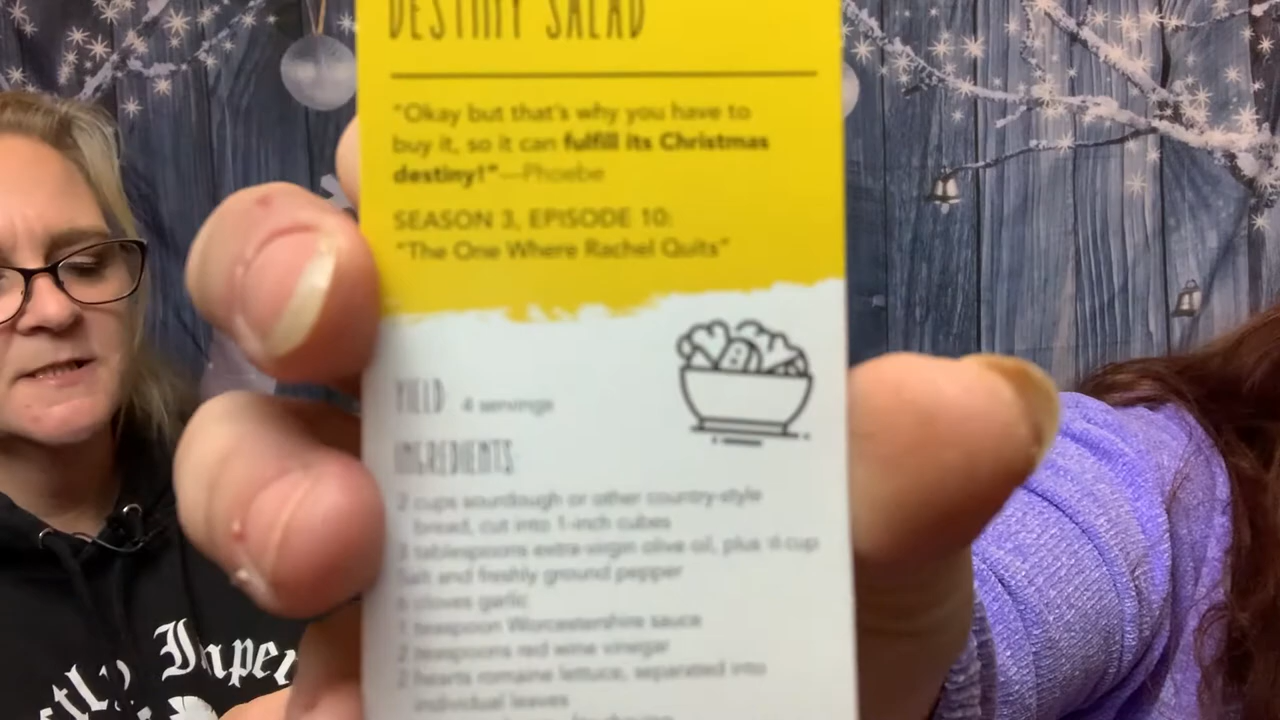 DESTINY SALAD
"Okay but that's why you have to
buy it, so it can fulfill its Christmas
destiny!"—Phoebe
SEASON 3, EPISODE 10:
"The One Where Rachel Quits"
YIELD 4 servings
INGREDIENTS
2 cups sourdough or other country-style
bread, cut into 1-inch cubes
3 tablespoons extra-virgin olive oil, plus cup
Salt and freshly ground pepper
cloves garlic
1 teaspoon Worcestershire sauce
2 teaspoons red wine vinegar
2 hearts romaine lettuce, separated into
individual leaves